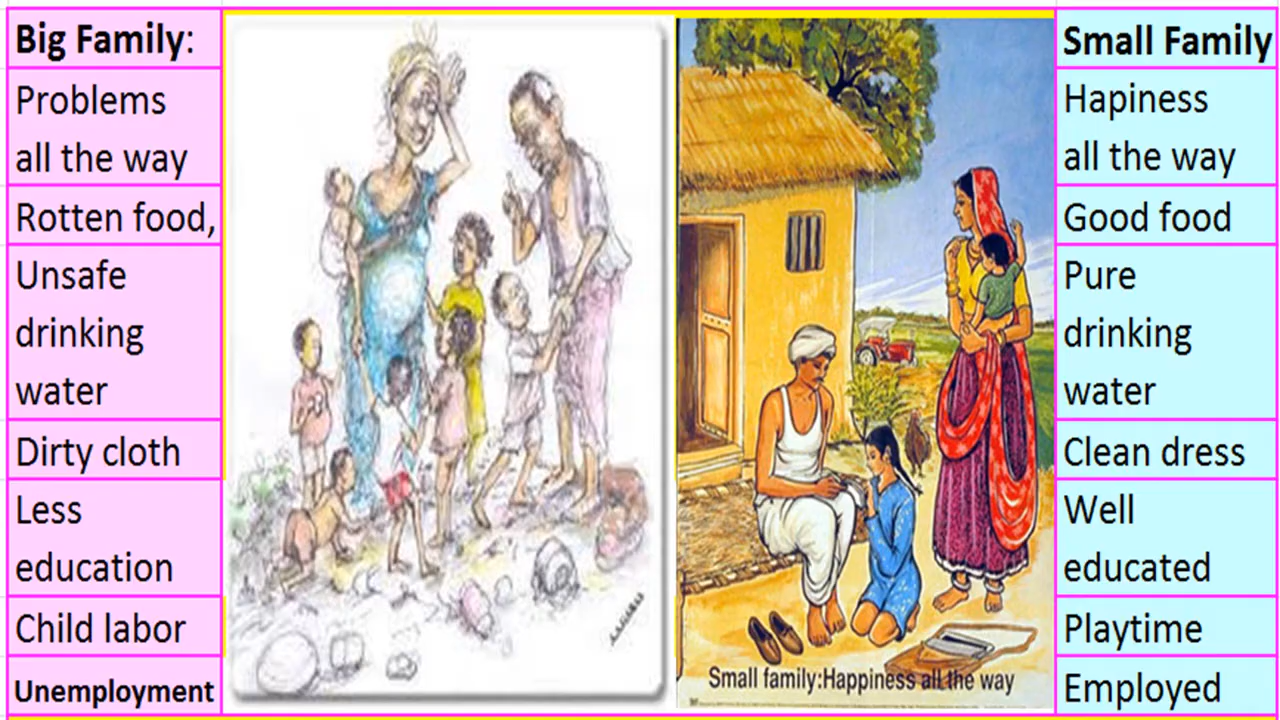 Big Family:
Problems
all the way
Rotten food,
Unsafe
drinking
water
Dirty cloth
Less
education
Child labor
Unemployment
Small family:Happiness all the way
Small Family
Hapiness
all the way
Good food
Pure
drinking
water
Clean dress
Well
educated
Playtime
Employed